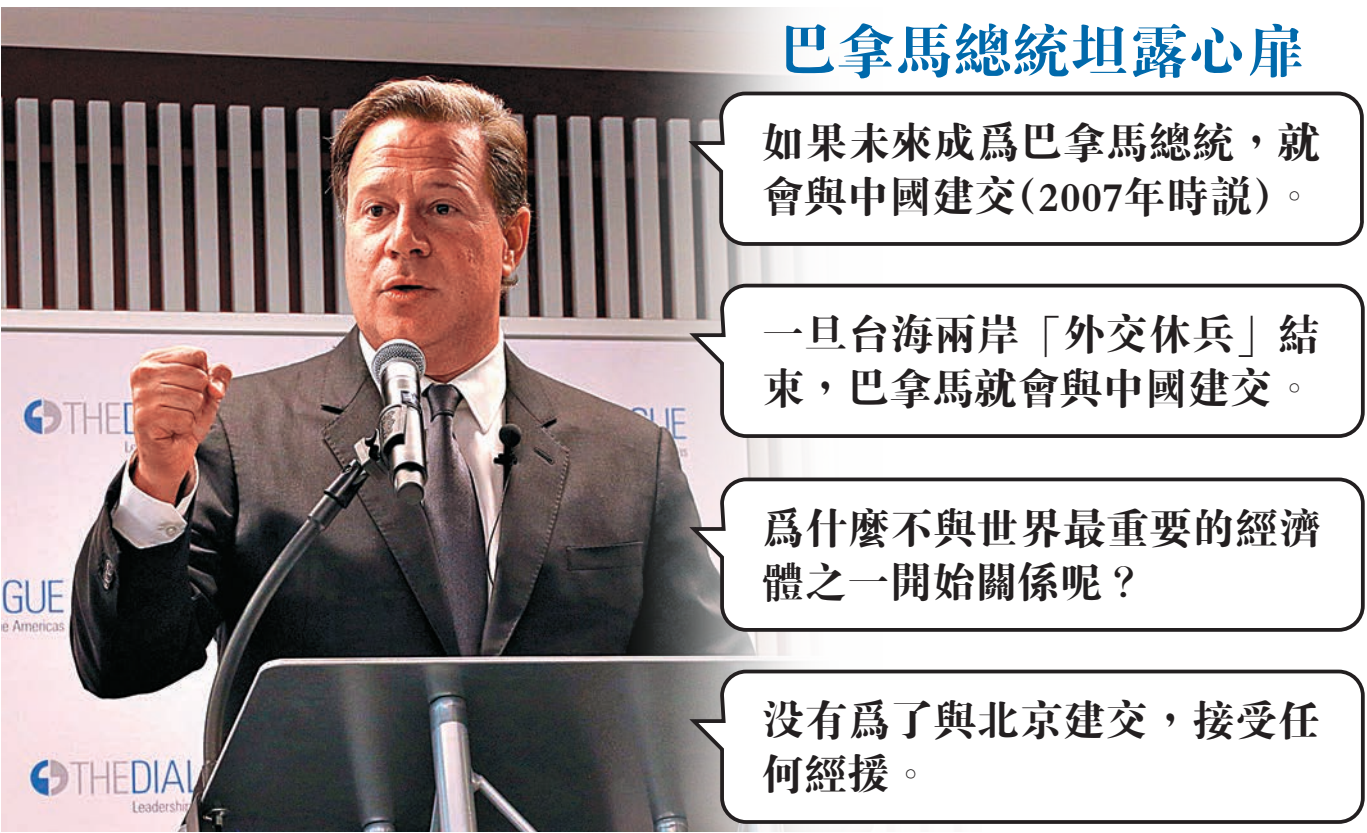 巴拿馬總統坦露心扉
如果未來成爲巴拿馬總統，就
會與中國建交(2007年時説)。
一旦台海兩岸「外交休兵」結
束，巴拿馬就會與中國建交。
爲什麼不與世界最重要的經濟
體之一開始關係呢？
没有爲了與北京建交，接受任
何經援。
THED
GUE
GUE
e Americas
THEDIAL
Leadership